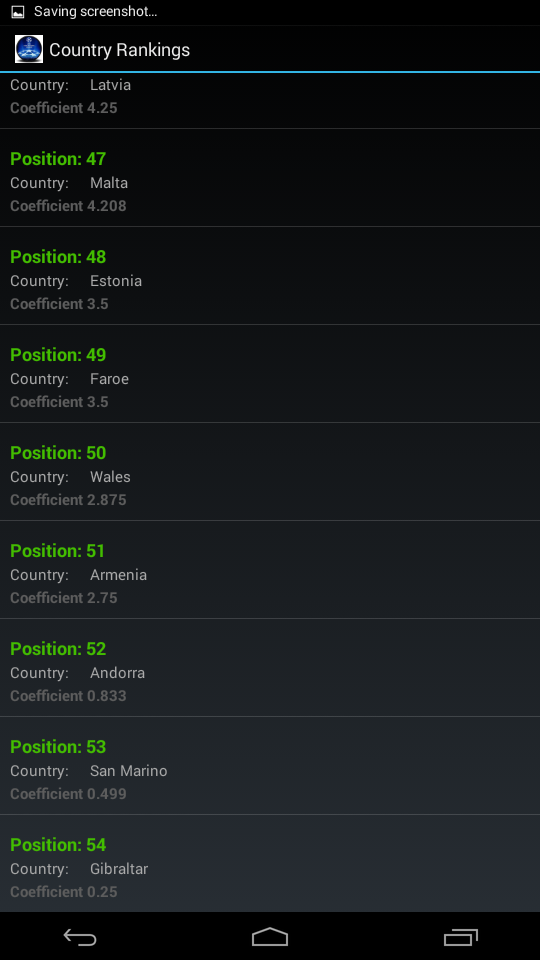 Saving screenshot...
Country Rankings
Country: Latvia
Coefficient 4.25
Position: 47
Country: Malta
Coefficient 4.208
Position: 48
Country: Estonia
Coefficient 3.5
Position: 49
Country: Faroe
Coefficient 3.5
Position: 50
Country: Wales
Coefficient 2.875
Position: 51
Country: Armenia
Coefficient 2.75
Position: 52
Country: Andorra
Coefficient 0.833
Position: 53
Country: San Marino
Coefficient 0.499
Position: 54
Country: Gibraltar
Coefficient 0.25